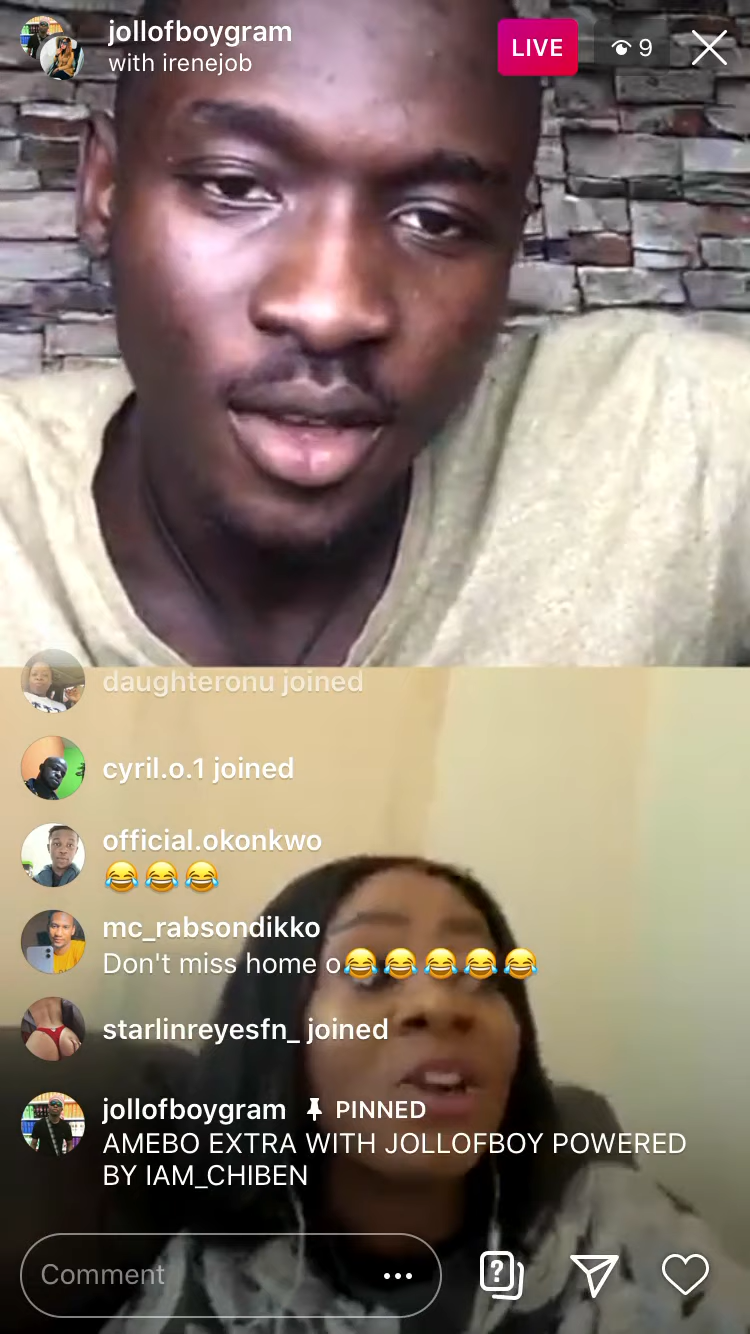 jollofboygram
with irenejob
LIVE
9
daughteronu joined
cyril.o.1 joined
official.okonkwo
😂😂😂
mc_rabsondikko
Don't miss home o😂😂😂😂😂
starlinreyesfn_ joined
jollofboygram PINNED
AMEBO EXTRA WITH JOLLOFBOY POWERED
BY IAM_CHIBEN
Comment